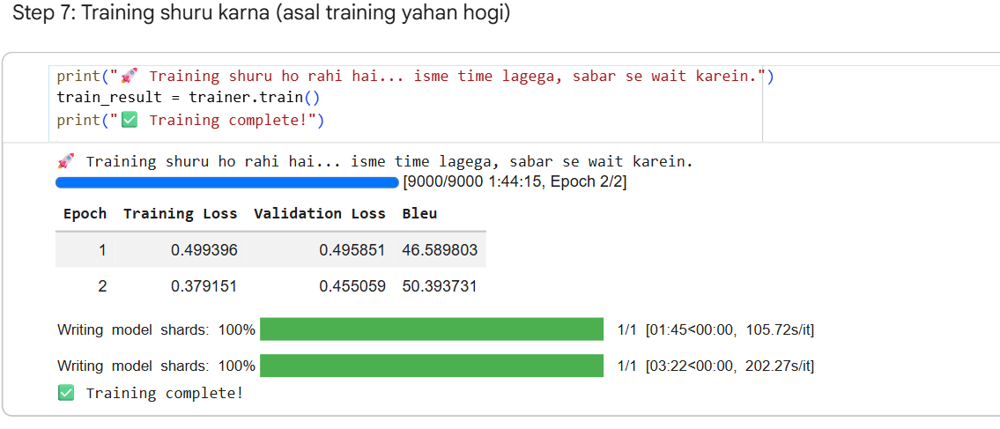 Step 7: Training shuru karna (asal training yahan hogi)
print("🚀 Training shuru ho rahi hai... isme time lagega, sabar se wait karein.")
train_result = trainer.train()
print("✅ Training complete!")
🚀 Training shuru ho rahi hai... isme time lagega, sabar se wait karein.
[9000/9000 1:44:15, Epoch 2/2]
Epoch Training Loss Validation Loss Bleu
1 0.499396 0.495851 46.589803
2 0.379151 0.455059 50.393731
Writing model shards: 100% 1/1 [01:45<00:00, 105.72s/it]
Writing model shards: 100% 1/1 [03:22<00:00, 202.27s/it]
✅ Training complete!